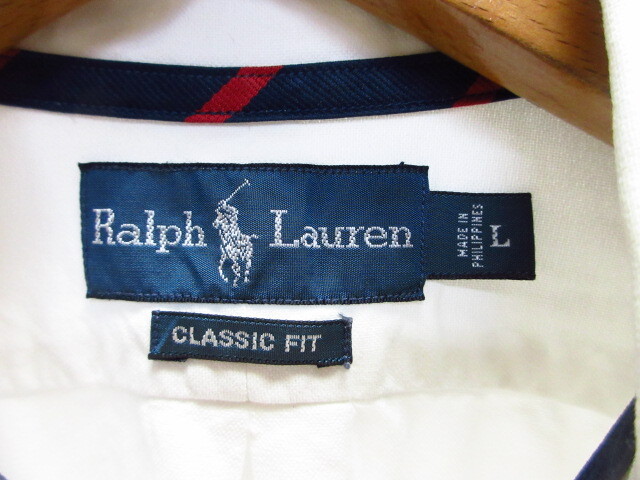 Ralph Lauren
MADE IN
PHILIPPINES
L
CLASSIC FIT